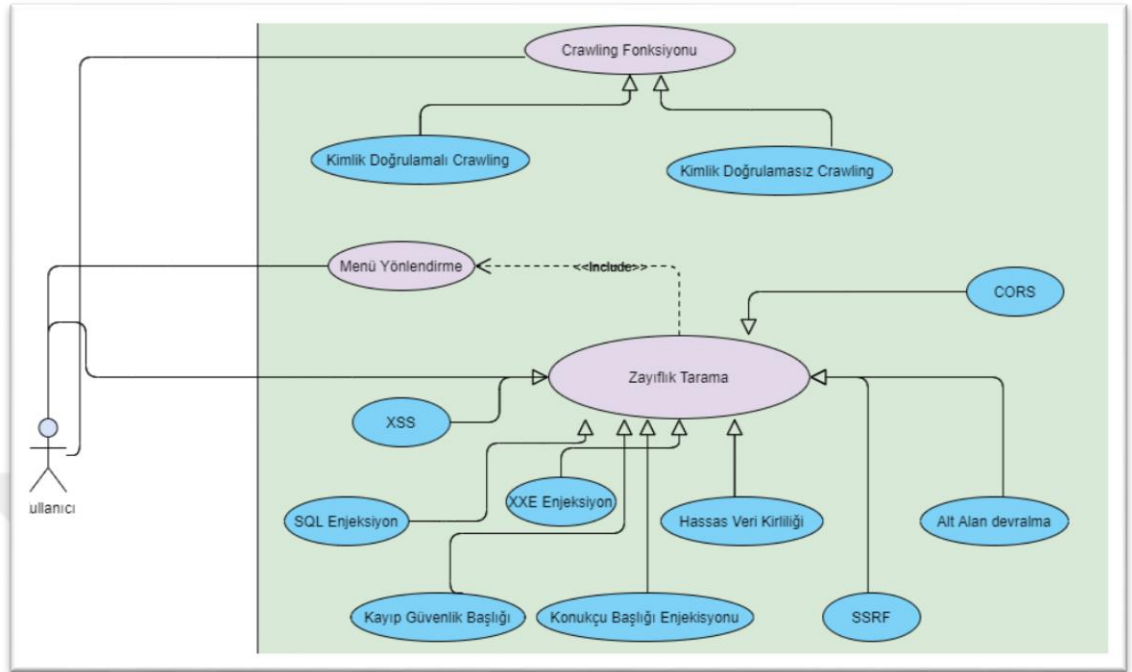 Crawling Fonksiyonu
Kimlik Doğrulamalı Crawling
Kimlik Doğrulamasız Crawling
Menü Yönlendirme
<<Include>>
CORS
Zayıflık Tarama
XSS
XXE Enjeksiyon
SQL Enjeksiyon
Hassas Veri Kirliliği
Alt Alan devralma
ullanıcı
Kayıp Güvenlik Başlığı
Konukçu Başlığı Enjekisyonu
SSRF